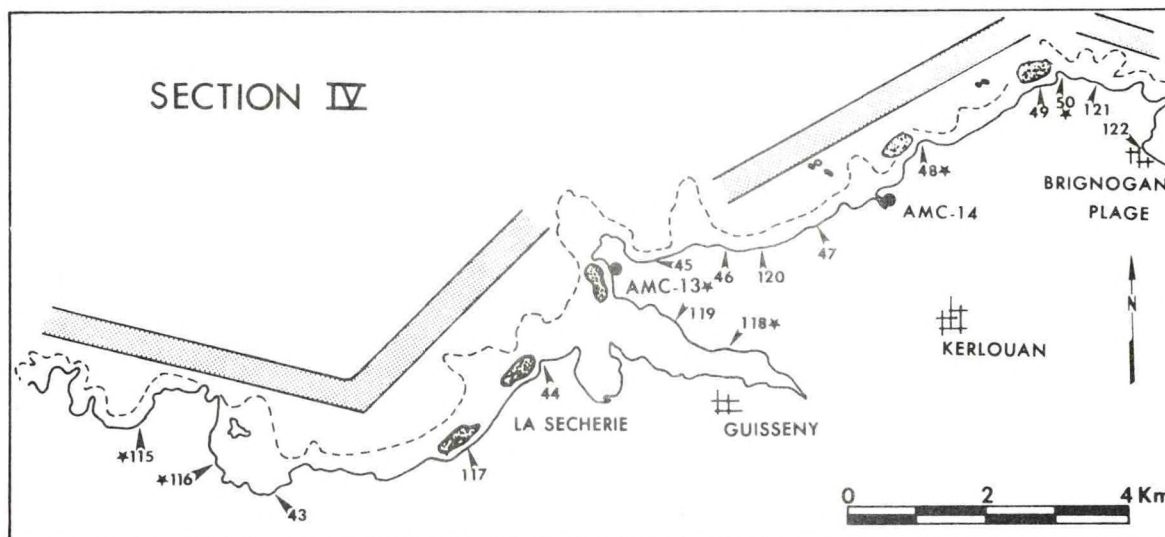 SECTION IV
49
50
★
121
122
BRIGNOGAN
PLAGE
48★
AMC-14
47
45
46
120
AMC-13★
119
118★
N
KERLOUAN
44
LA SECHERIE
GUISSENY
★115
★116
117
43
0 2 4 Km